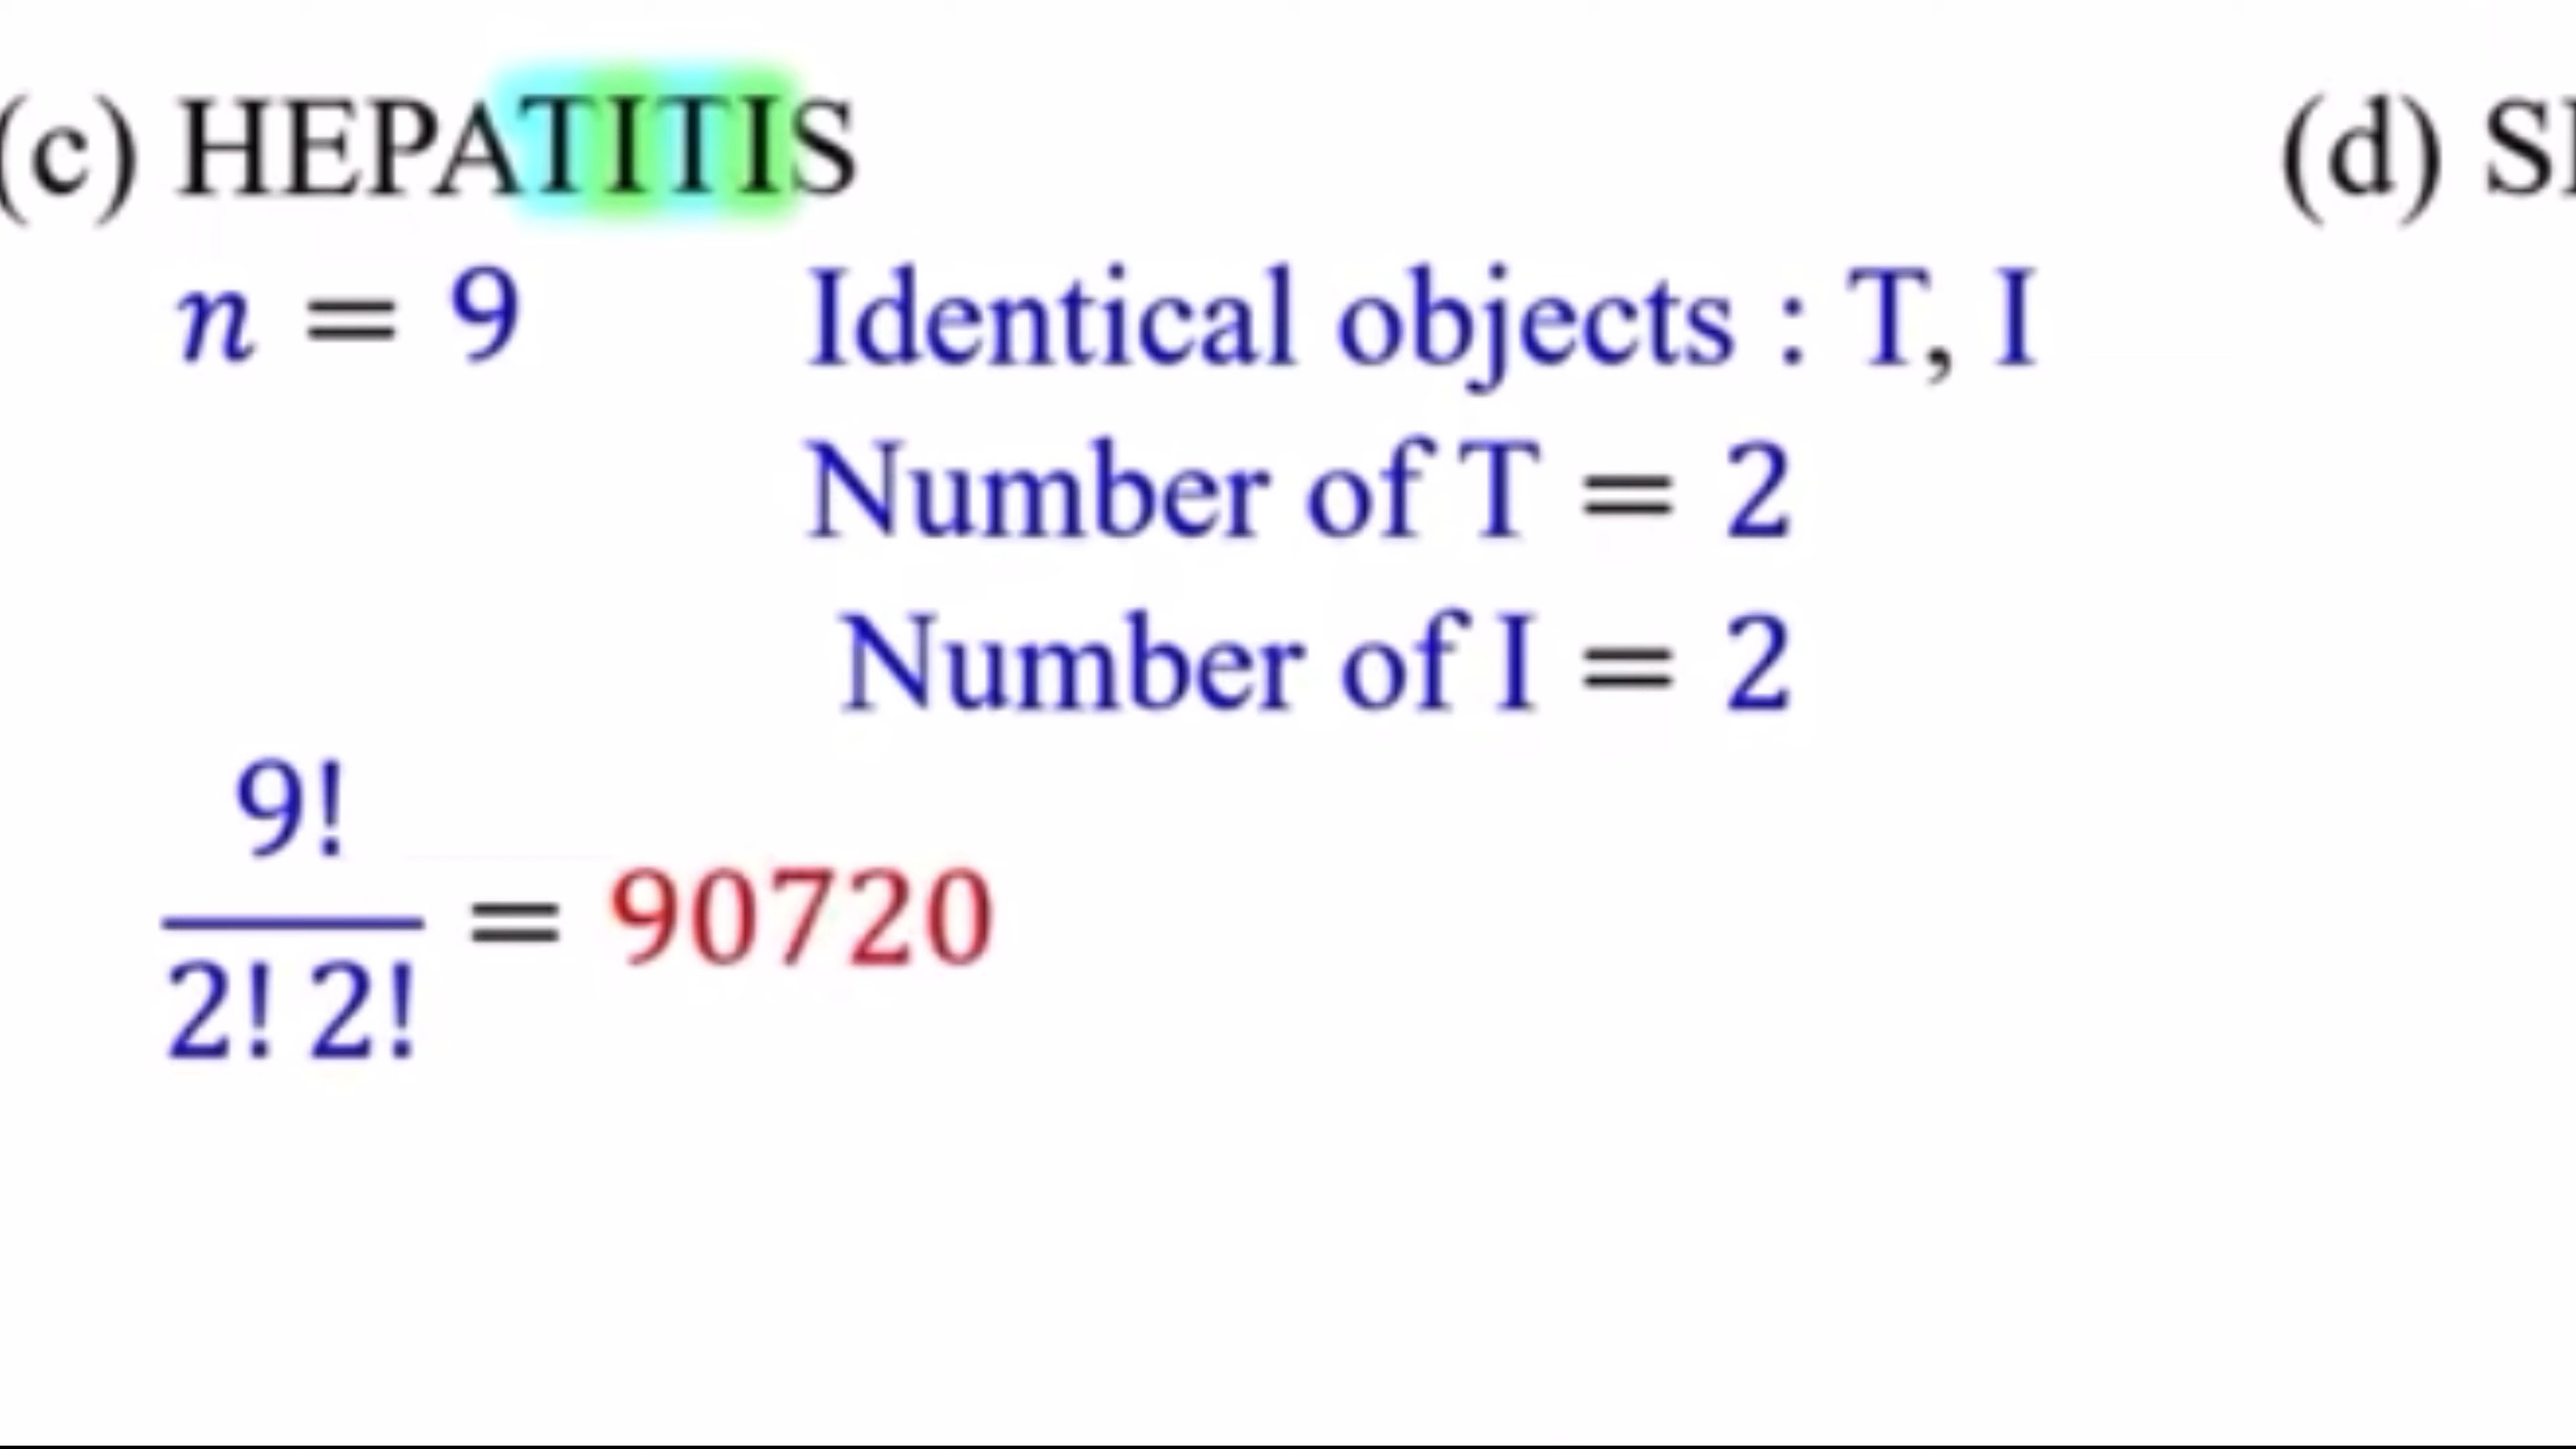 (c) HEPATITIS
(d) S
n = 9 Identical objects : T, I
Number of T = 2
Number of I = 2
9!
2! 2!
= 90720